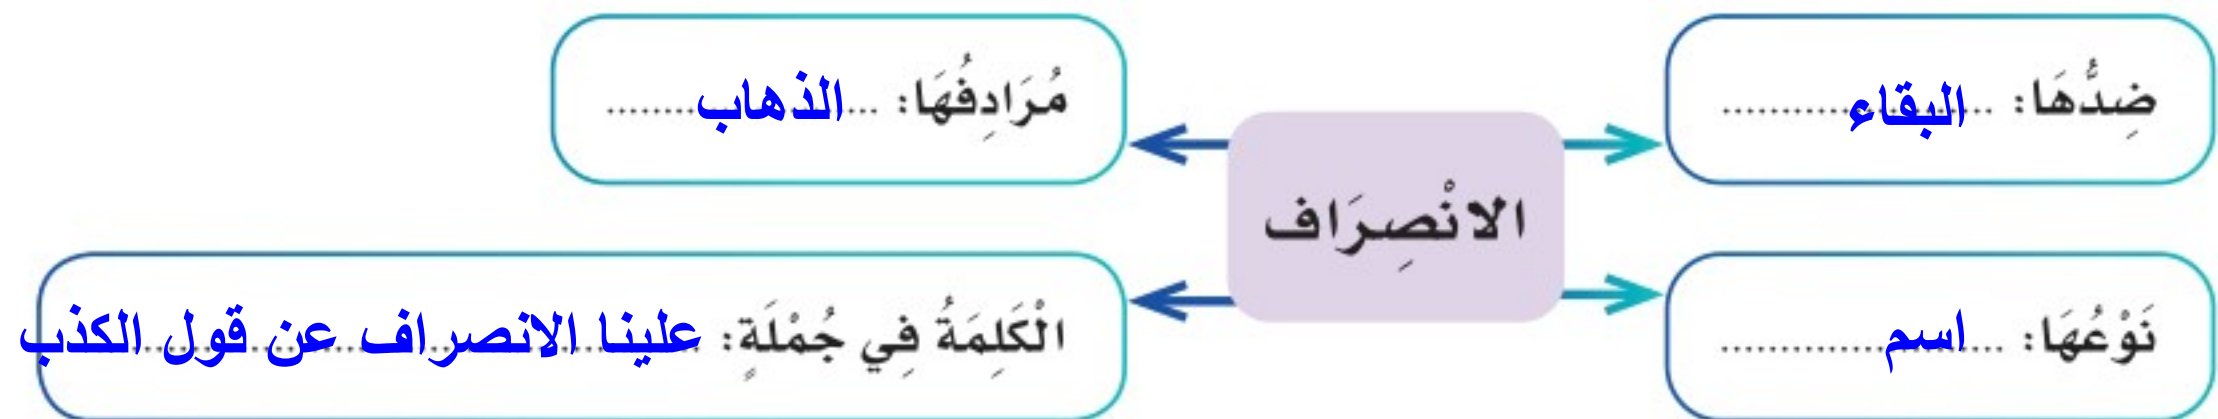 ضِدُّهَا: البقاء
مُرَادِفُهَا: الذهاب
الانْصِرَاف
نَوْعُهَا: اسم
الْكَلِمَةُ فِي جُمْلَةٍ: علينا الانصراف عن قول الكذب